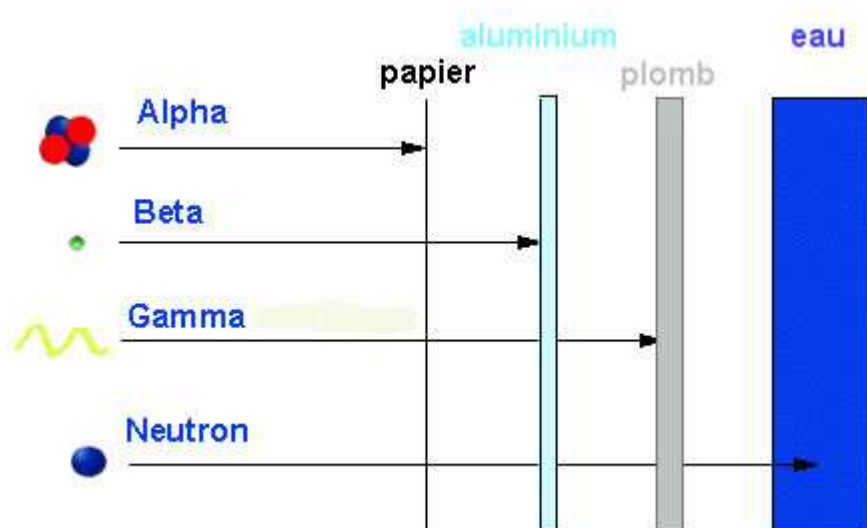 aluminium
eau
papier
plomb
Alpha
Beta
Gamma
Neutron